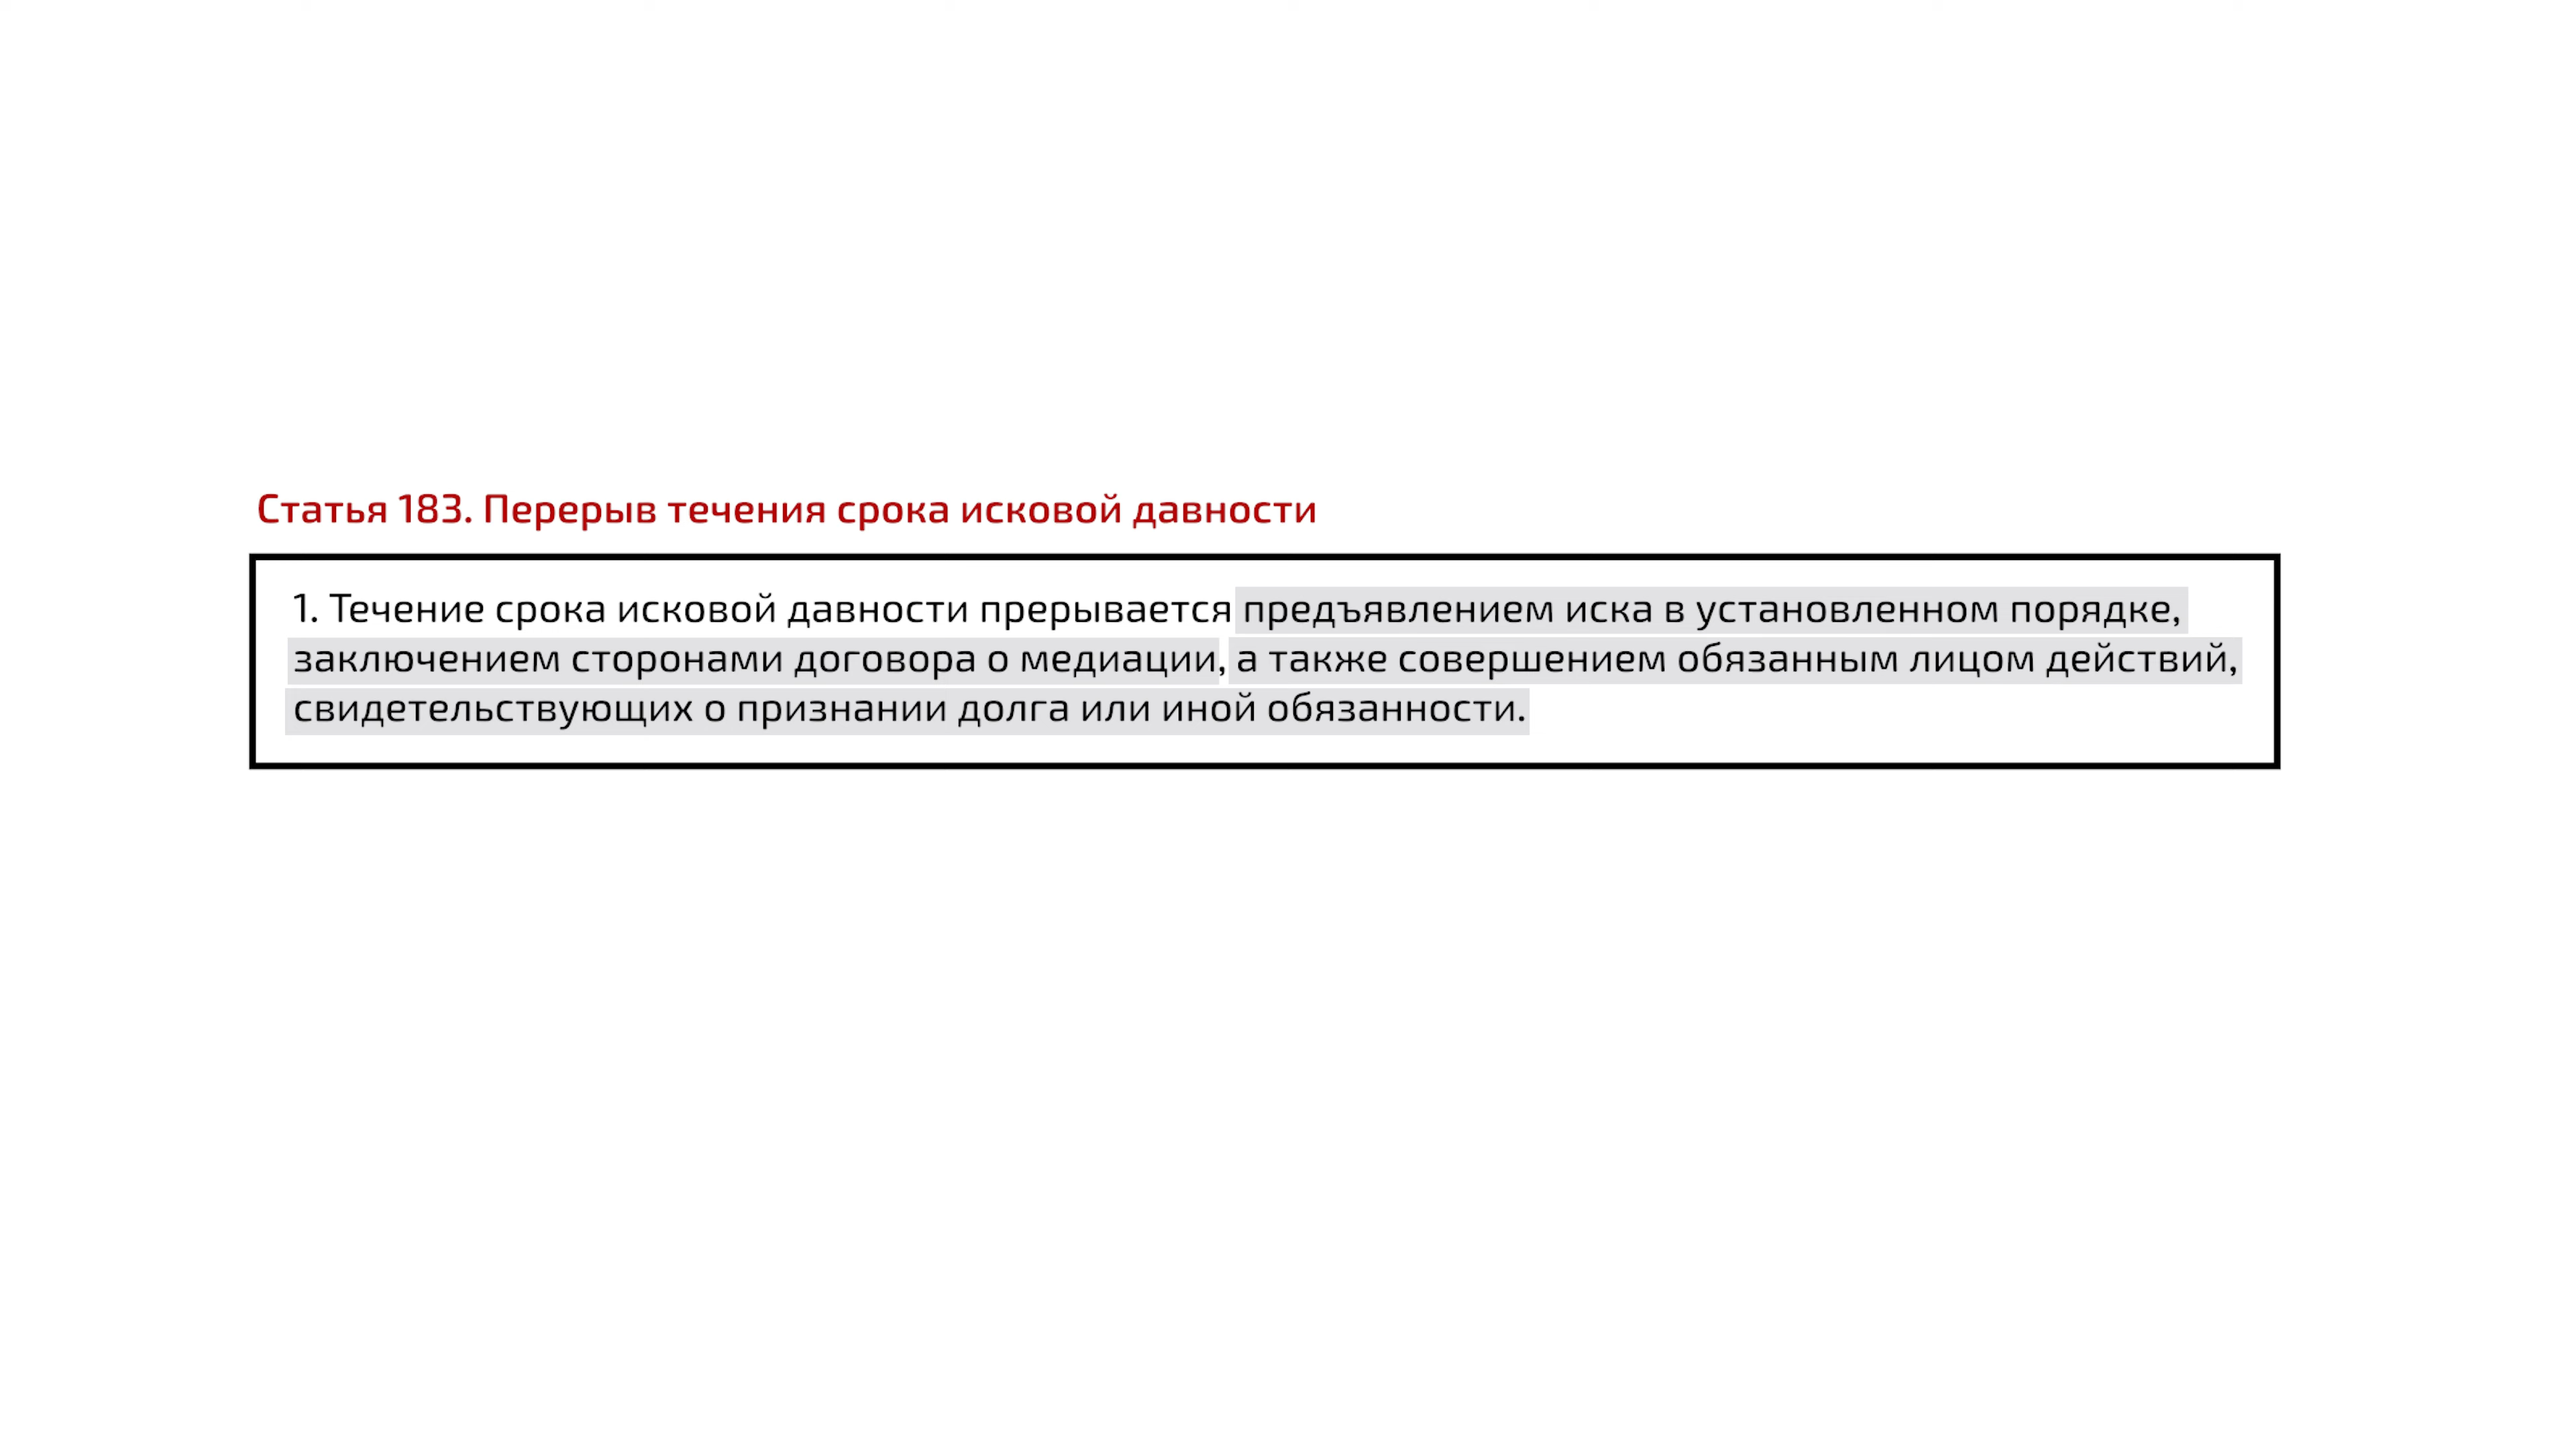 Статья 183. Перерыв течения срока исковой давности
1. Течение срока исковой давности прерывается предъявлением иска в установленном порядке,
заключением сторонами договора о медиации, а также совершением обязанным лицом действий,
свидетельствующих о признании долга или иной обязанности.